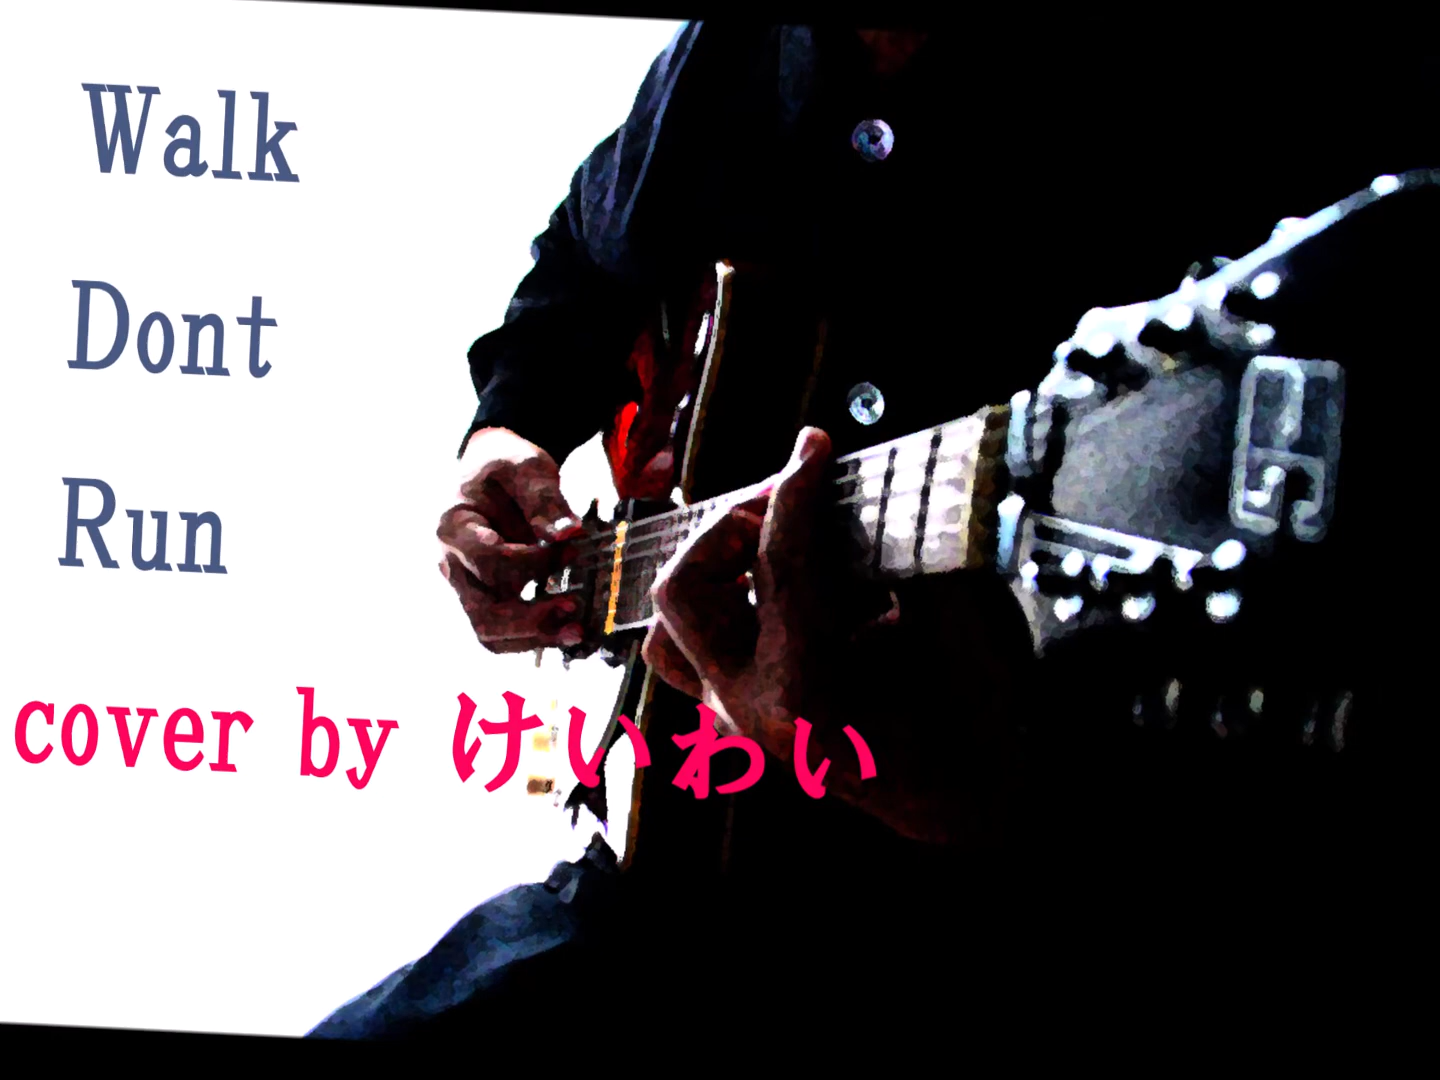 Walk
Dont
Run
cover by けいわい